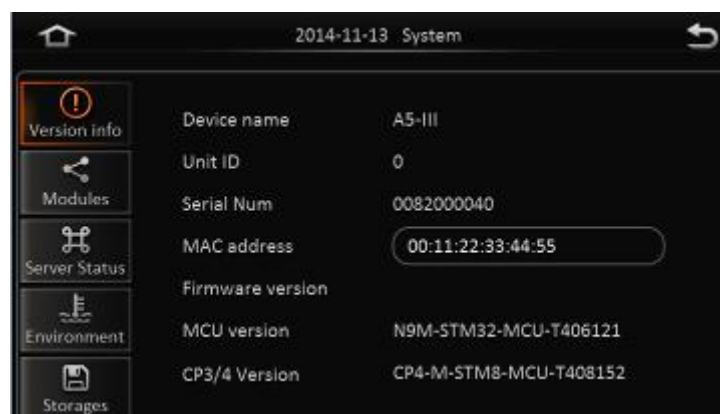 2014-11-13 System
Version info
Modules
Server Status
Environment
Storages
Device name A5-III
Unit ID 0
Serial Num 0082000040
MAC address 00:11:22:33:44:55
Firmware version
MCU version N9M-STM32-MCU-T406121
CP3/4 Version CP4-M-STM8-MCU-T408152